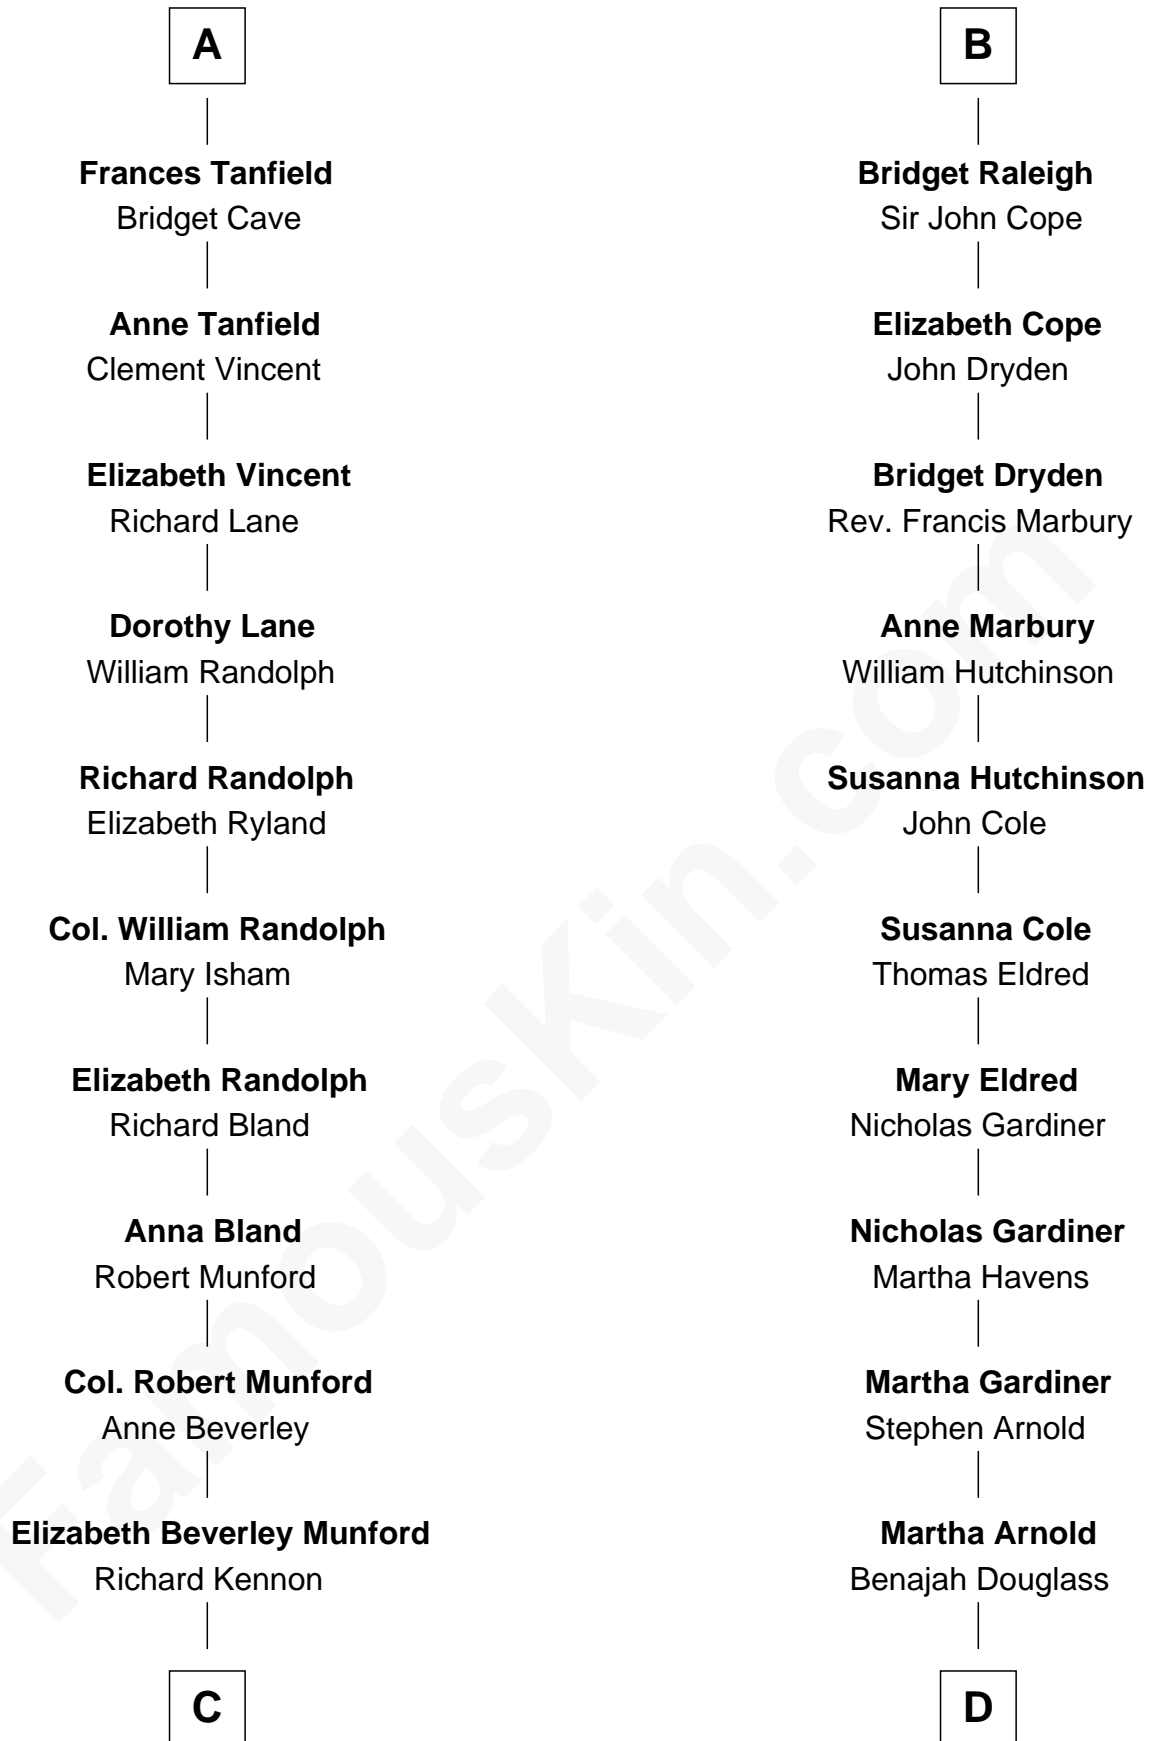 A
Frances Tanfield
Bridget Cave
Anne Tanfield
Clement Vincent
Elizabeth Vincent
Richard Lane
Dorothy Lane
William Randolph
Richard Randolph
Elizabeth Ryland
Col. William Randolph
Mary Isham
Elizabeth Randolph
Richard Bland
Anna Bland
Robert Munford
Col. Robert Munford
Anne Beverley
Elizabeth Beverley Munford
Richard Kennon
C
B
Bridget Raleigh
Sir John Cope
Elizabeth Cope
John Dryden
Bridget Dryden
Rev. Francis Marbury
Anne Marbury
William Hutchinson
Susanna Hutchinson
John Cole
Susanna Cole
Thomas Eldred
Mary Eldred
Nicholas Gardiner
Nicholas Gardiner
Martha Havens
Martha Gardiner
Stephen Arnold
Martha Arnold
Benajah Douglass
D
FamousKin.com